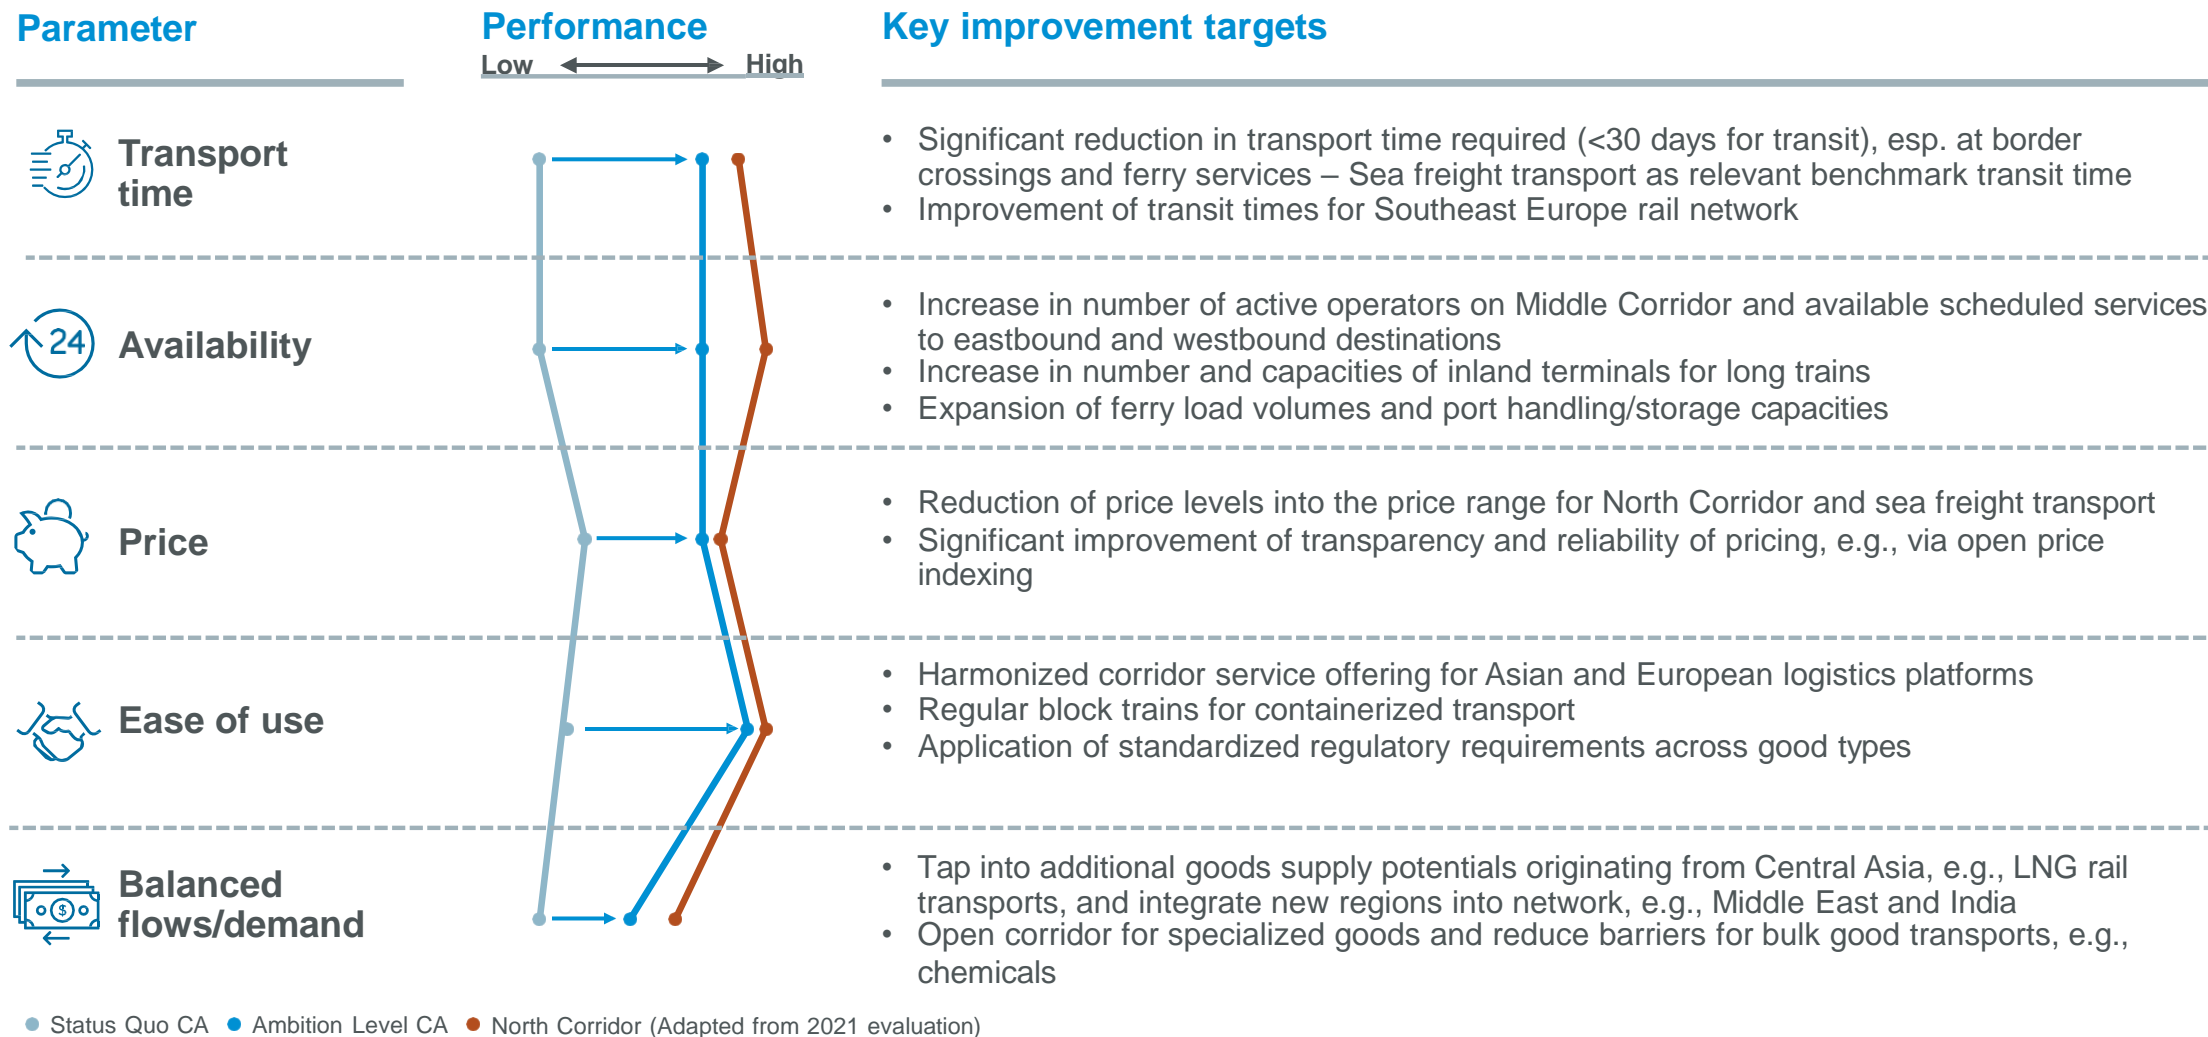 Parameter
Performance
Low
High
Key improvement targets
Transport
time
• Significant reduction in transport time required (<30 days for transit), esp. at border
crossings and ferry services – Sea freight transport as relevant benchmark transit time
• Improvement of transit times for Southeast Europe rail network
24
Availability
• Increase in number of active operators on Middle Corridor and available scheduled services
to eastbound and westbound destinations
• Increase in number and capacities of inland terminals for long trains
• Expansion of ferry load volumes and port handling/storage capacities
Price
• Reduction of price levels into the price range for North Corridor and sea freight transport
• Significant improvement of transparency and reliability of pricing, e.g., via open price
indexing
Ease of use
• Harmonized corridor service offering for Asian and European logistics platforms
• Regular block trains for containerized transport
• Application of standardized regulatory requirements across good types
$
Balanced
flows/demand
• Tap into additional goods supply potentials originating from Central Asia, e.g., LNG rail
transports, and integrate new regions into network, e.g., Middle East and India
• Open corridor for specialized goods and reduce barriers for bulk good transports, e.g.,
chemicals
Status Quo CA
Ambition Level CA
North Corridor (Adapted from 2021 evaluation)